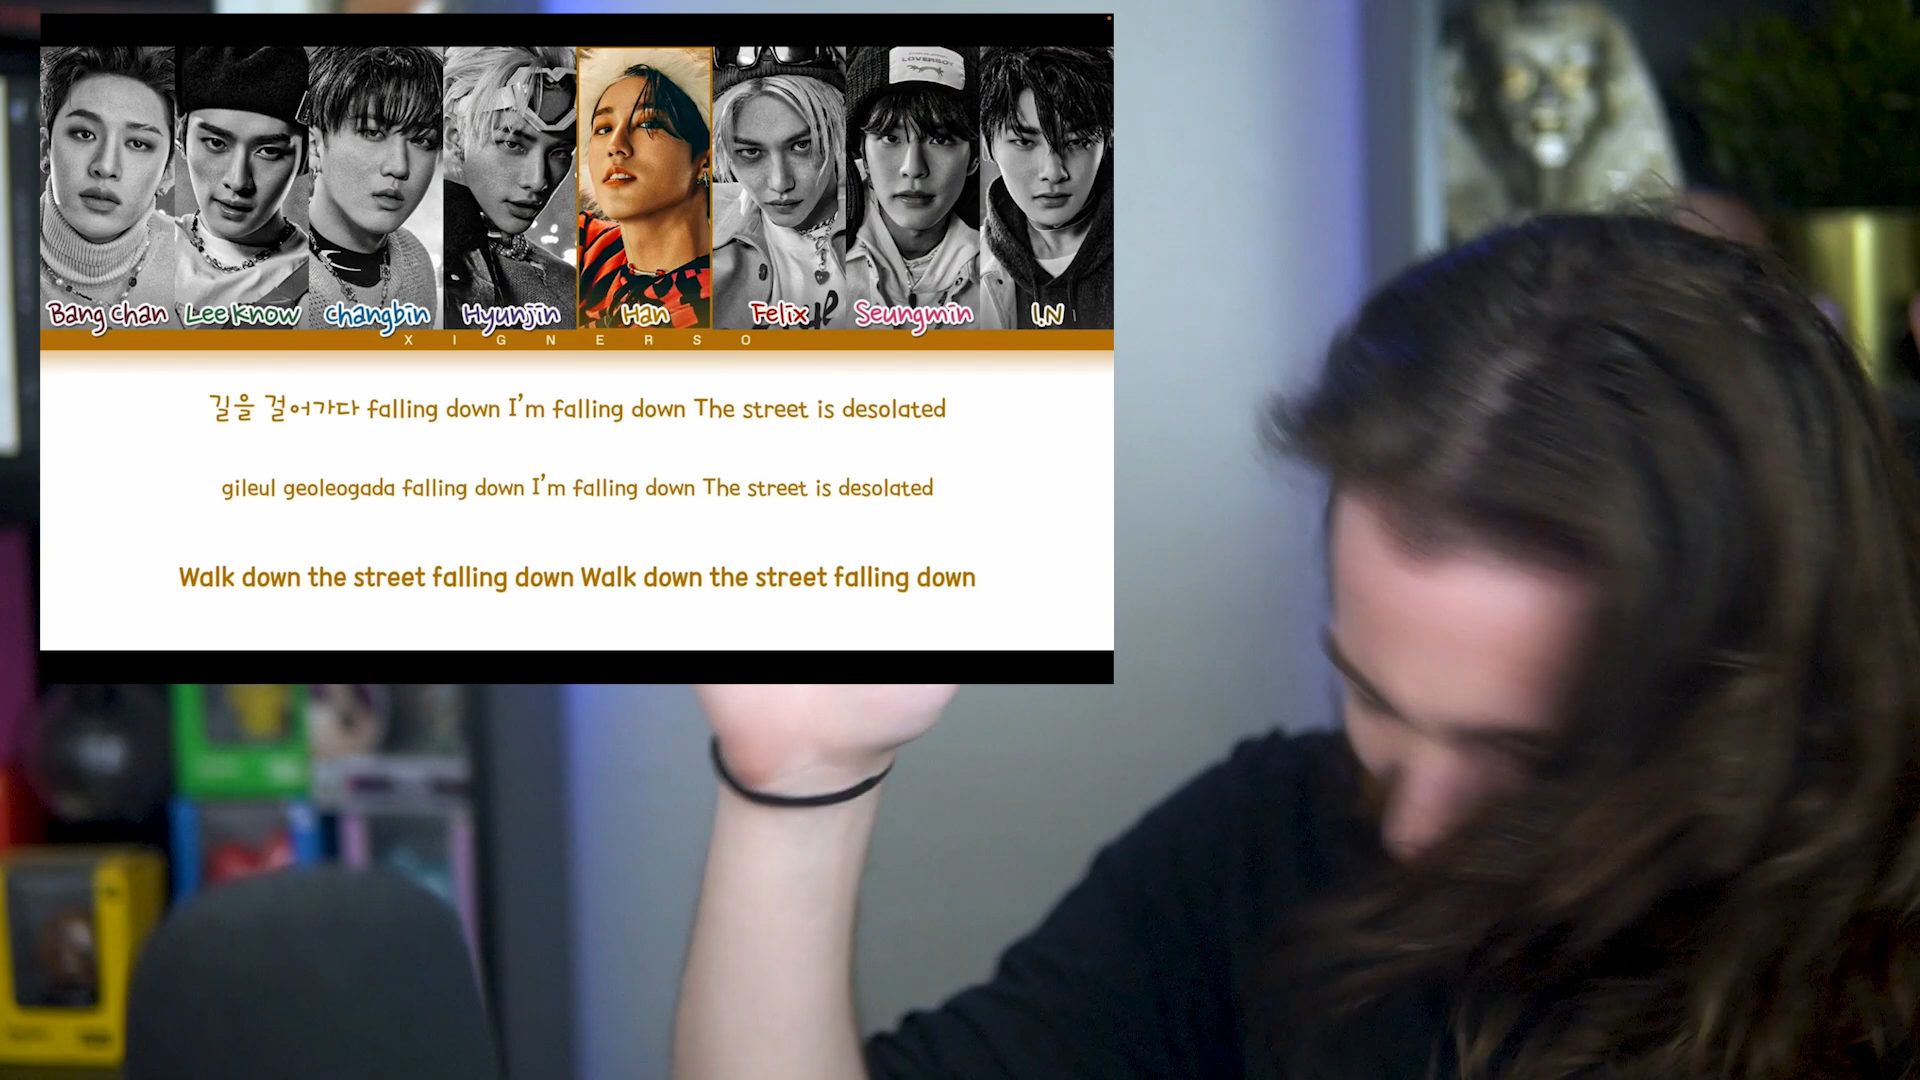 LOVERBOY
Bang Chan Lee Know Changbin Hyunjin Han Felix Seungmin I.N
XIGNERSO
길을 걸어가다 falling down I'm falling down The street is desolated
gileul geoleogada falling down I'm falling down The street is desolated
Walk down the street falling down Walk down the street falling down